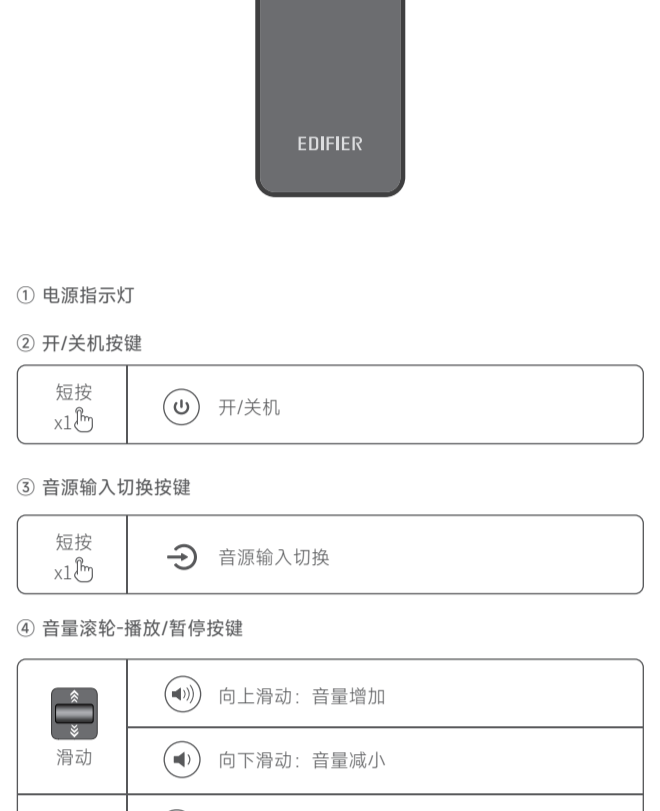 EDIFIER
① 电源指示灯
② 开/关机按键
短按
x1
开/关机
③ 音源输入切换按键
短按
x1
音源输入切换
④ 音量滚轮-播放/暂停按键
向上滑动：音量增加
滑动
向下滑动：音量减小